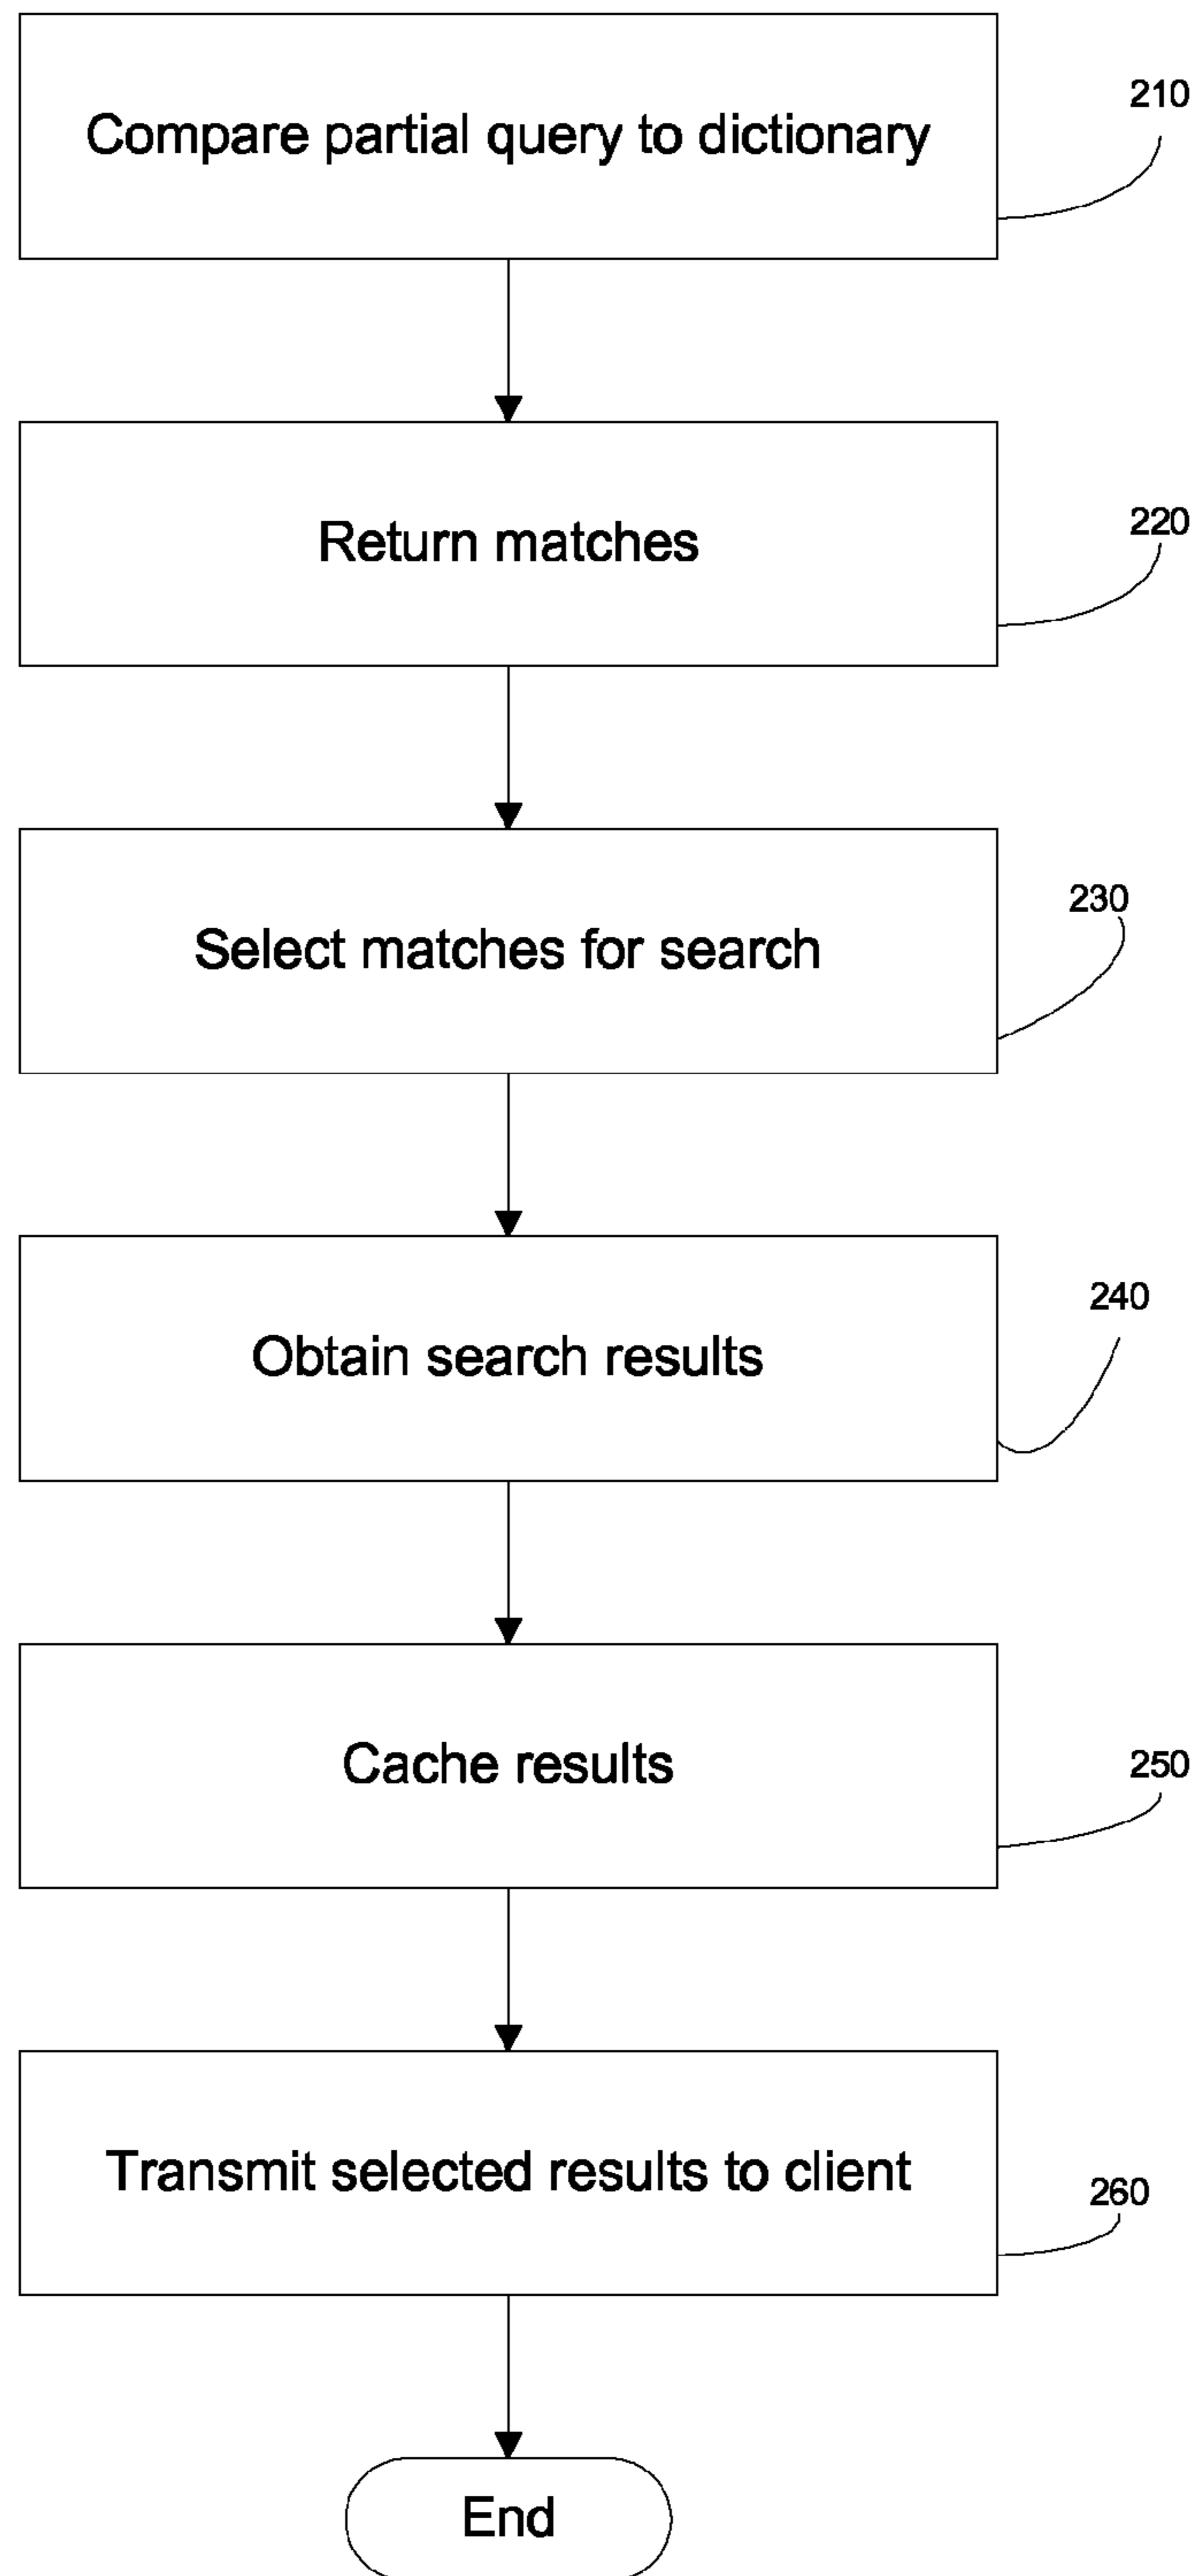 Compare partial query to dictionary
210
Return matches
220
Select matches for search
230
Obtain search results
240
Cache results
250
Transmit selected results to client
260
End